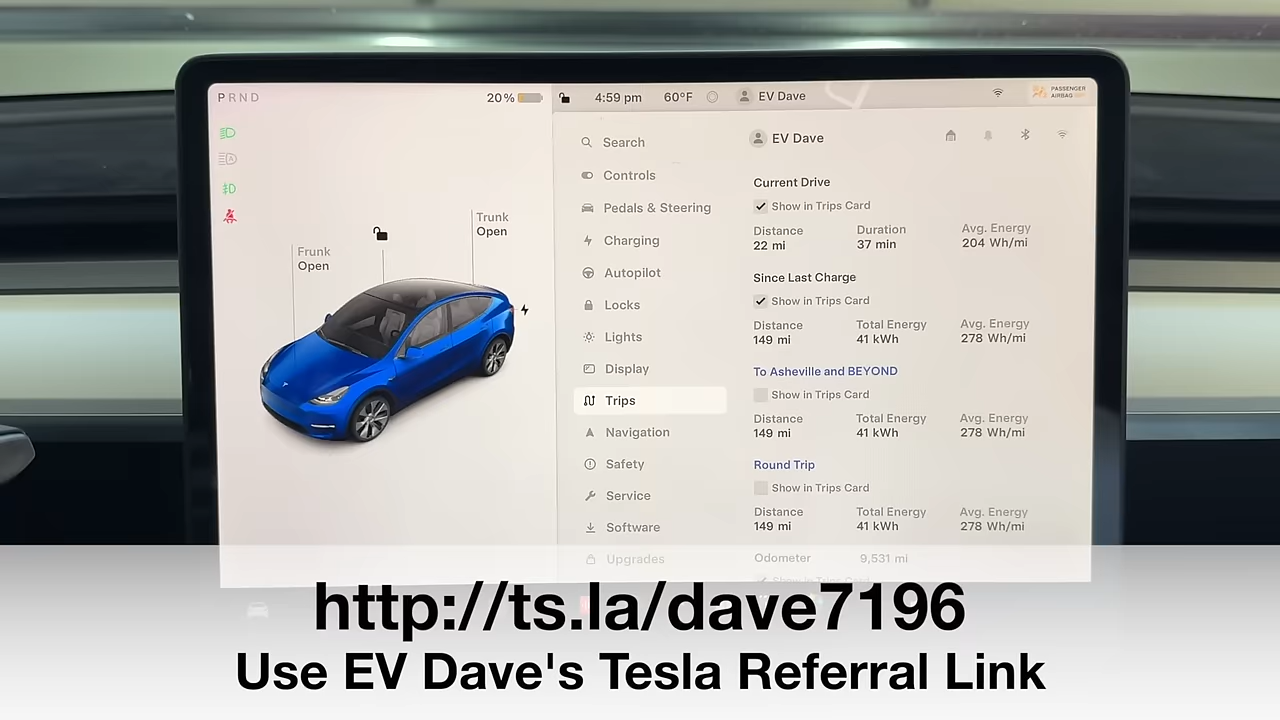 PRND
20%
4:59 pm
60°F
EV Dave
PASSENGER
AIRBAG
Frunk
Open
Trunk
Open
Search
Controls
Pedals & Steering
Charging
Autopilot
Locks
Lights
Display
Trips
Navigation
Safety
Service
Software
Upgrades
EV Dave
Current Drive
Show in Trips Card
Distance Duration Avg. Energy
22 mi 37 min 204 Wh/mi
Since Last Charge
Show in Trips Card
Distance Total Energy Avg. Energy
149 mi 41 kWh 278 Wh/mi
To Asheville and BEYOND
Show in Trips Card
Distance Total Energy Avg. Energy
149 mi 41 kWh 278 Wh/mi
Round Trip
Show in Trips Card
Distance Total Energy Avg. Energy
149 mi 41 kWh 278 Wh/mi
Odometer 9,531 mi
Show in Trips Card
http://ts.la/dave7196
Use EV Dave's Tesla Referral Link